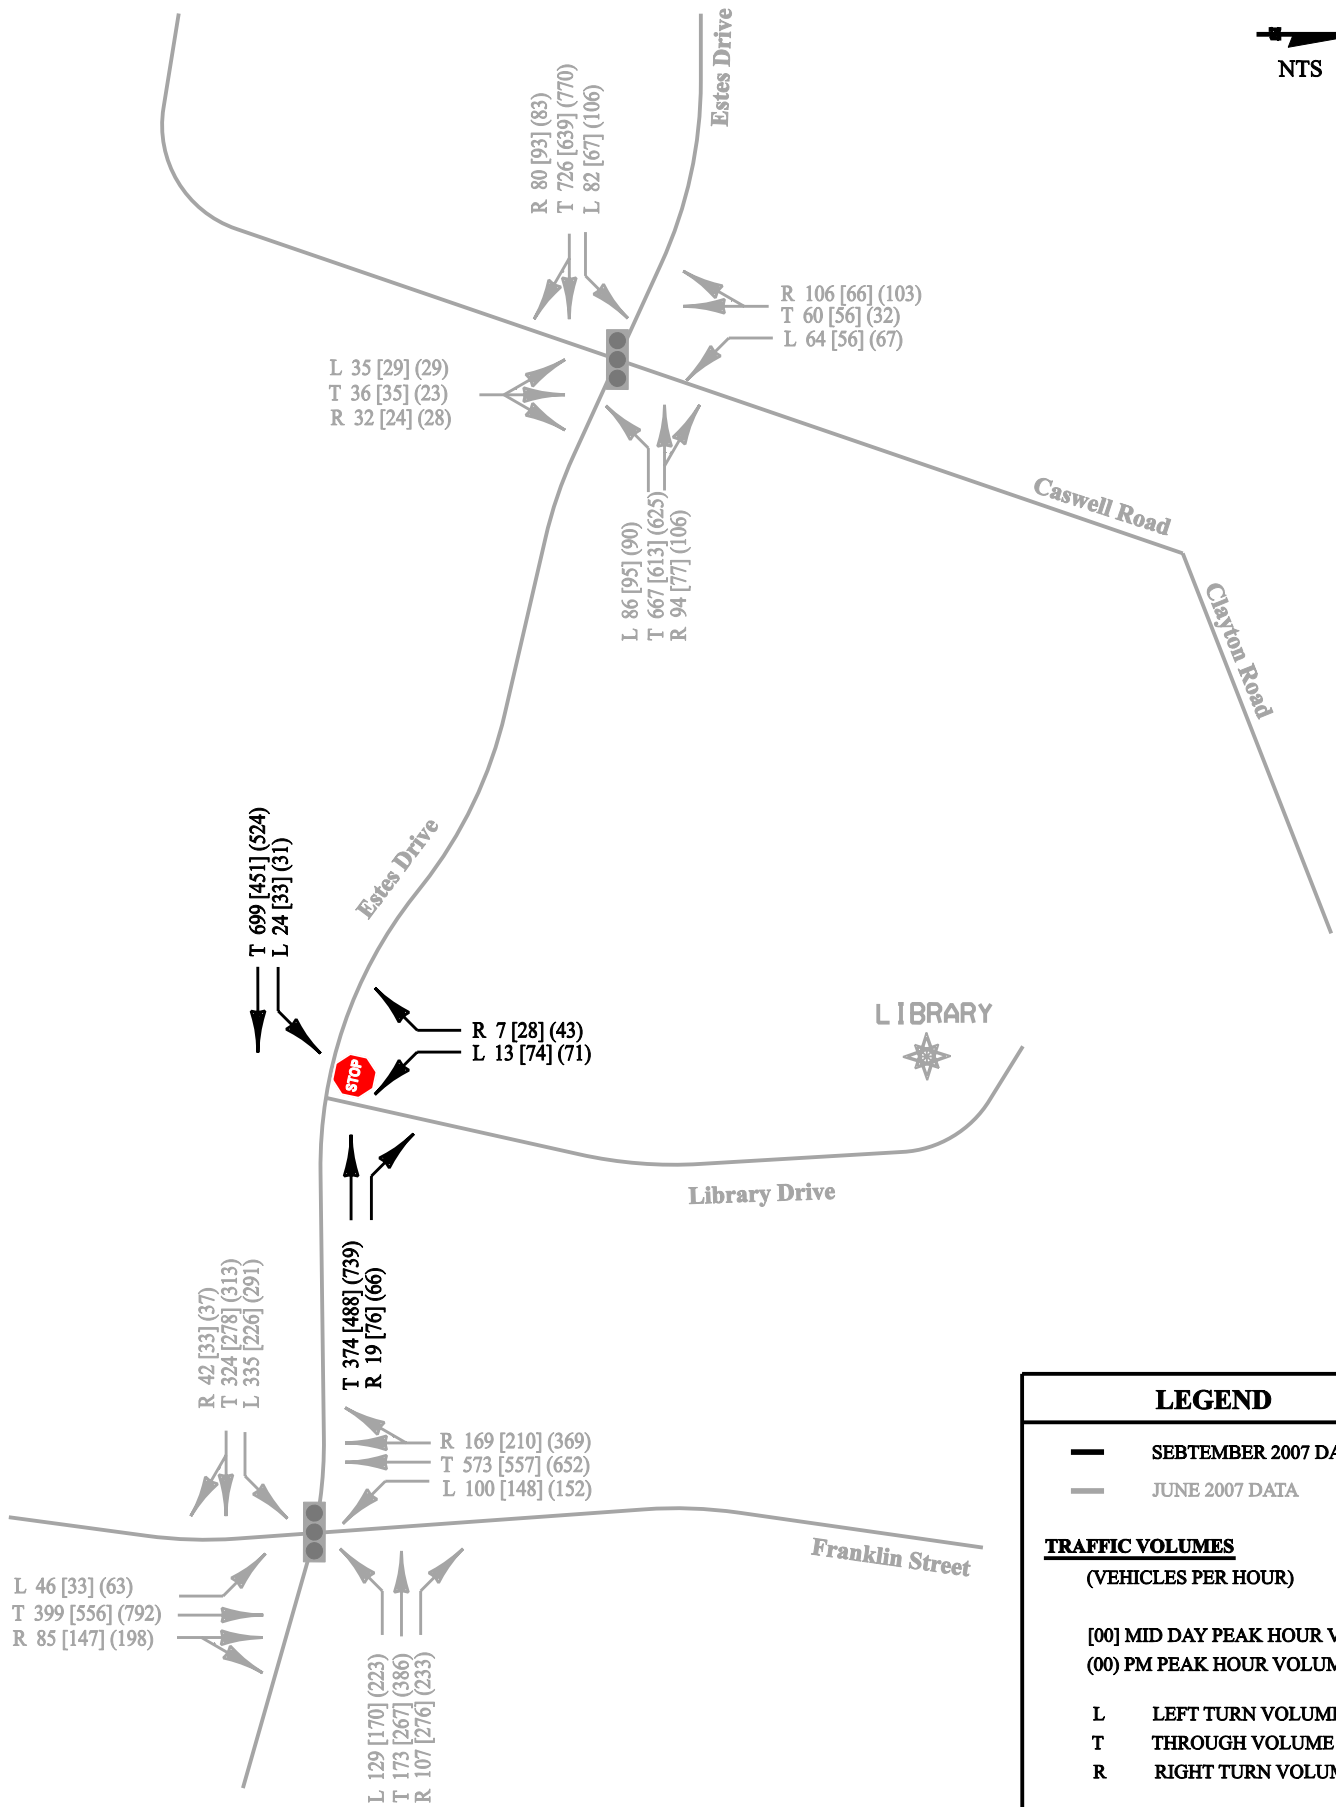 NTS
Estes Drive
R 80 [93] (83)
T 726 [639] (770)
L 82 [67] (106)
R 106 [66] (103)
T 60 [56] (32)
L 64 [56] (67)
L 35 [29] (29)
T 36 [35] (23)
R 32 [24] (28)
L 86 [95] (90)
T 667 [613] (625)
R 94 [77] (106)
Caswell Road
Clayton Road
Estes Drive
T 699 [451] (524)
L 24 [33] (31)
R 7 [28] (43)
L 13 [74] (71)
STOP
LIBRARY
Library Drive
T 374 [488] (739)
R 19 [76] (66)
R 42 [33] (37)
T 324 [278] (313)
L 335 [226] (291)
R 169 [210] (369)
T 573 [557] (652)
L 100 [148] (152)
Franklin Street
L 46 [33] (63)
T 399 [556] (792)
R 85 [147] (198)
L 129 [170] (223)
T 173 [267] (386)
R 107 [276] (233)
LEGEND
SEBTEMBER 2007 DA
JUNE 2007 DATA
TRAFFIC VOLUMES
(VEHICLES PER HOUR)
[00] MID DAY PEAK HOUR V
(00) PM PEAK HOUR VOLUM
L LEFT TURN VOLUME
T THROUGH VOLUME
R RIGHT TURN VOLUM